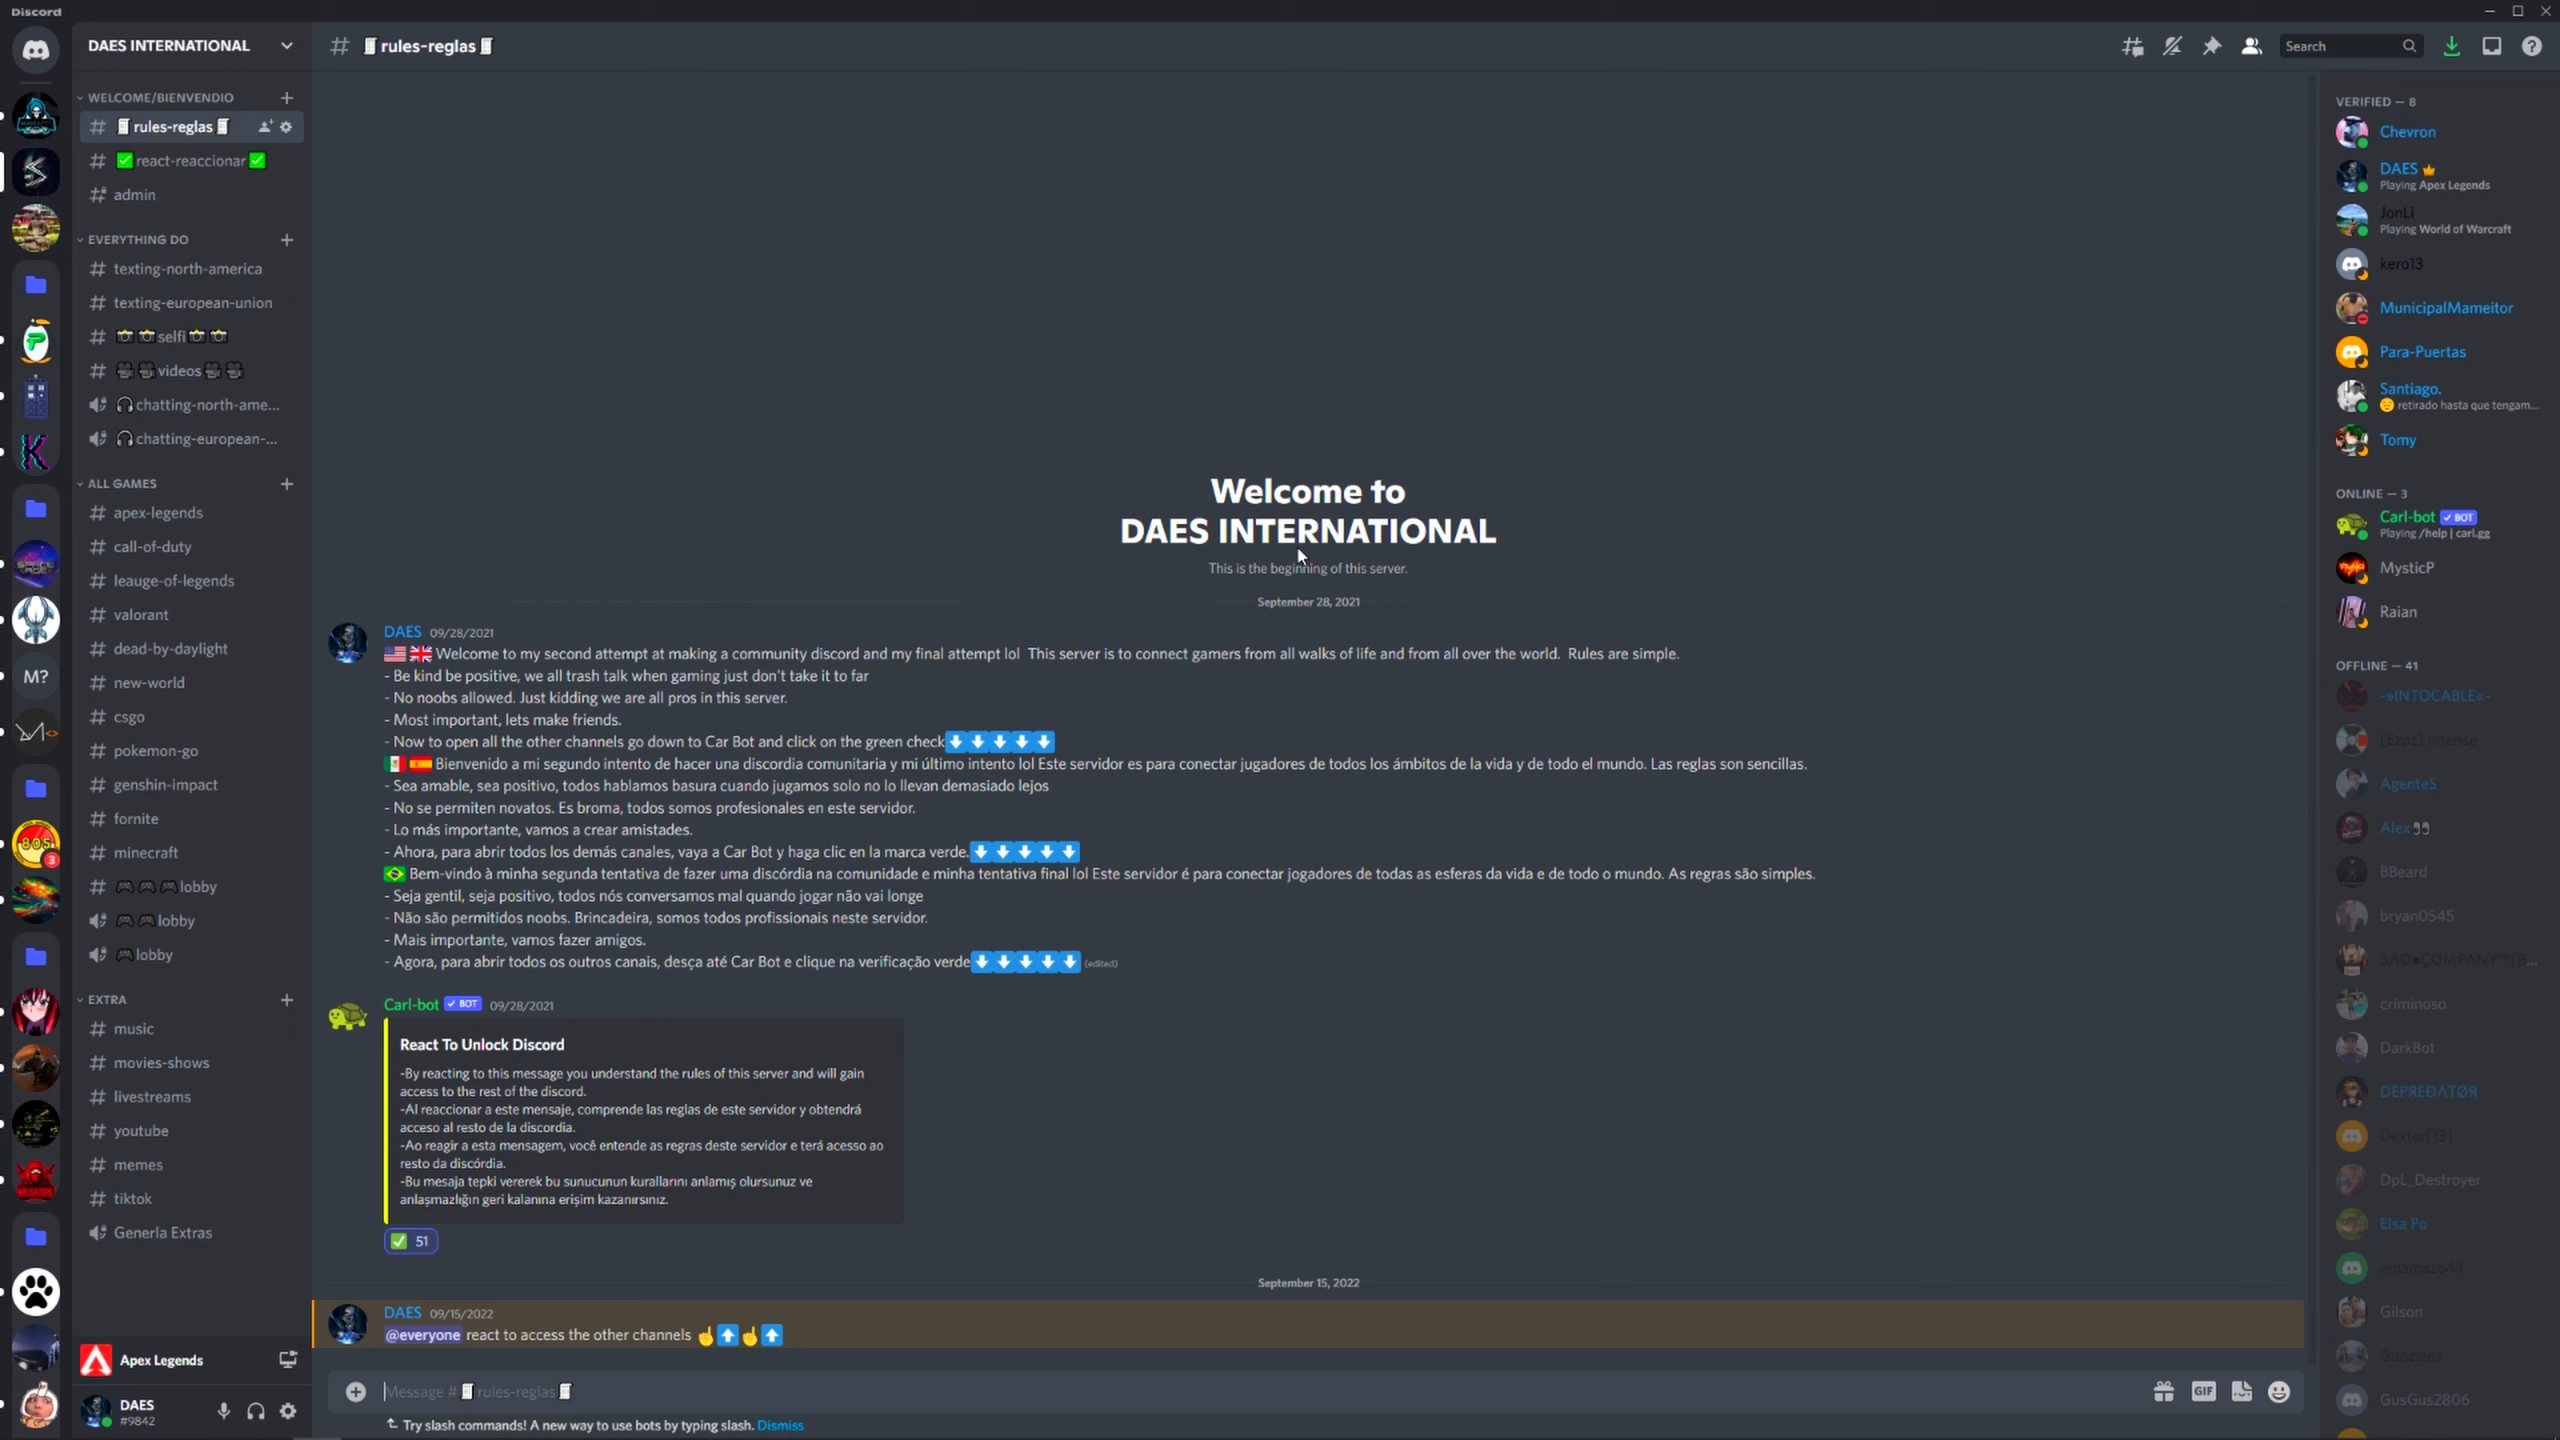 Discord
DAES INTERNATIONAL
WELCOME/BIENVENDIO
rules-reglas
react-reaccionar
admin
EVERYTHING DO
texting-north-america
texting-european-union
selfi
videos
chatting-north-ame...
chatting-european-...
ALL GAMES
apex-legends
call-of-duty
leauge-of-legends
valorant
dead-by-daylight
new-world
csgo
pokemon-go
genshin-impact
fornite
minecraft
lobby
lobby
lobby
EXTRA
music
movies-shows
livestreams
youtube
memes
tiktok
Generla Extras
Apex Legends
DAES
#9842
M?
805
3
rules-reglas
Search
Welcome to
DAES INTERNATIONAL
This is the beginning of this server.
September 28, 2021
DAES 09/28/2021
Welcome to my second attempt at making a community discord and my final attempt lol This server is to connect gamers from all walks of life and from all over the world. Rules are simple.
- Be kind be positive, we all trash talk when gaming just don't take it to far
- No noobs allowed. Just kidding we are all pros in this server.
- Most important, lets make friends.
- Now to open all the other channels go down to Car Bot and click on the green check
Bienvenido a mi segundo intento de hacer una discordia comunitaria y mi último intento lol Este servidor es para conectar jugadores de todos los ámbitos de la vida y de todo el mundo. Las reglas son sencillas.
- Sea amable, sea positivo, todos hablamos basura cuando jugamos solo no lo llevan demasiado lejos
- No se permiten novatos. Es broma, todos somos profesionales en este servidor.
- Lo más importante, vamos a crear amistades.
- Ahora, para abrir todos los demás canales, vaya a Car Bot y haga clic en la marca verde.
Bem-vindo à minha segunda tentativa de fazer uma discórdia na comunidade e minha tentativa final lol Este servidor é para conectar jogadores de todas as esferas da vida e de todo o mundo. As regras são simples.
- Seja gentil, seja positivo, todos nós conversamos mal quando jogar não vai longe
- Não são permitidos noobs. Brincadeira, somos todos profissionais neste servidor.
- Mais importante, vamos fazer amigos.
- Agora, para abrir todos os outros canais, desça até Car Bot e clique na verificação verde (edited)
Carl-bot ✓ BOT 09/28/2021
React To Unlock Discord
-By reacting to this message you understand the rules of this server and will gain
access to the rest of the discord.
-Al reaccionar a este mensaje, comprende las reglas de este servidor y obtendrá
acceso al resto de la discordia.
-Ao reagir a esta mensagem, você entende as regras deste servidor e terá acesso ao
resto da discórdia.
-Bu mesaja tepki vererek bu sunucunun kurallarını anlamış olursunuz ve
anlaşmazlığın geri kalanına erişim kazanırsınız.
51
September 15, 2022
DAES 09/15/2022
@everyone react to access the other channels
Message # rules-reglas
GIF
Try slash commands! A new way to use bots by typing slash. Dismiss
VERIFIED — 8
Chevron
DAES
Playing Apex Legends
JonLi
Playing World of Warcraft
kero13
MunicipalMameitor
Para-Puertas
Santiago.
retirado hasta que tengam...
Tomy
ONLINE — 3
Carl-bot ✓ BOT
Playing /help | carl.gg
MysticP
Raian
OFFLINE — 41
-»INTOCABLE«-
[Ezpz] Intense
AgenteS
Alex
BBeard
bryan0545
criminoso
DarkBot
DEPЯEDΛTØЯ
Dexter[13]
DpL_Destroyer
Elsa Po
Gilson
Gonzalez
GusGus2806